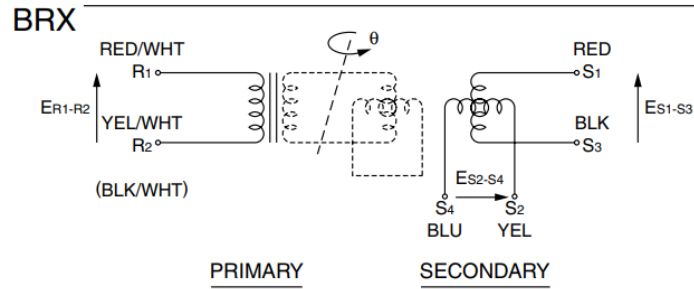 BRX
RED/WHT
R1
θ
RED
S1
ER1-R2
ES1-S3
YEL/WHT
R2
BLK
S3
(BLK/WHT)
ES2-S4
S4
S2
BLU
YEL
PRIMARY
SECONDARY